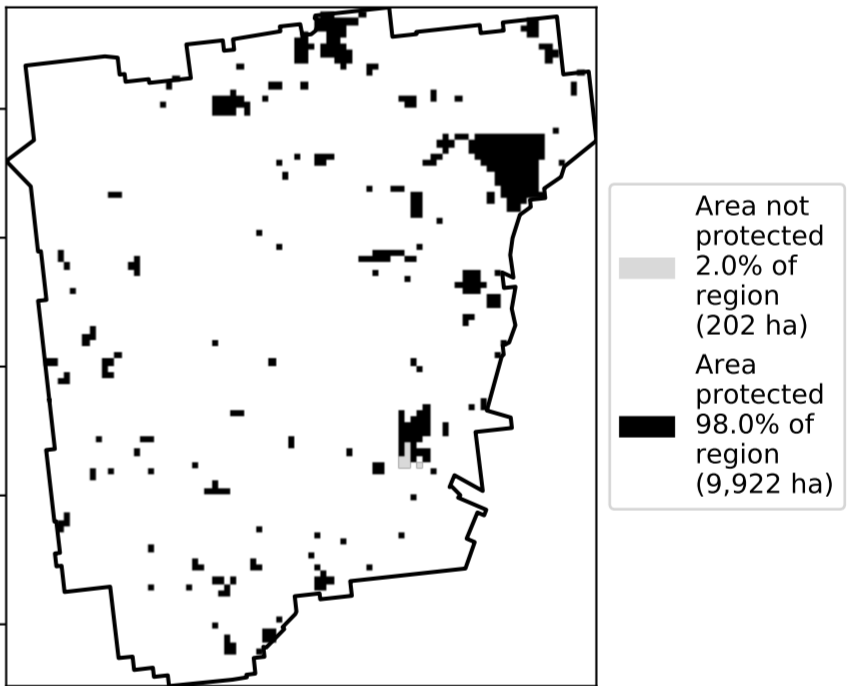 Area not
protected
2.0% of
region
(202 ha)
Area
protected
98.0% of
region
(9,922 ha)